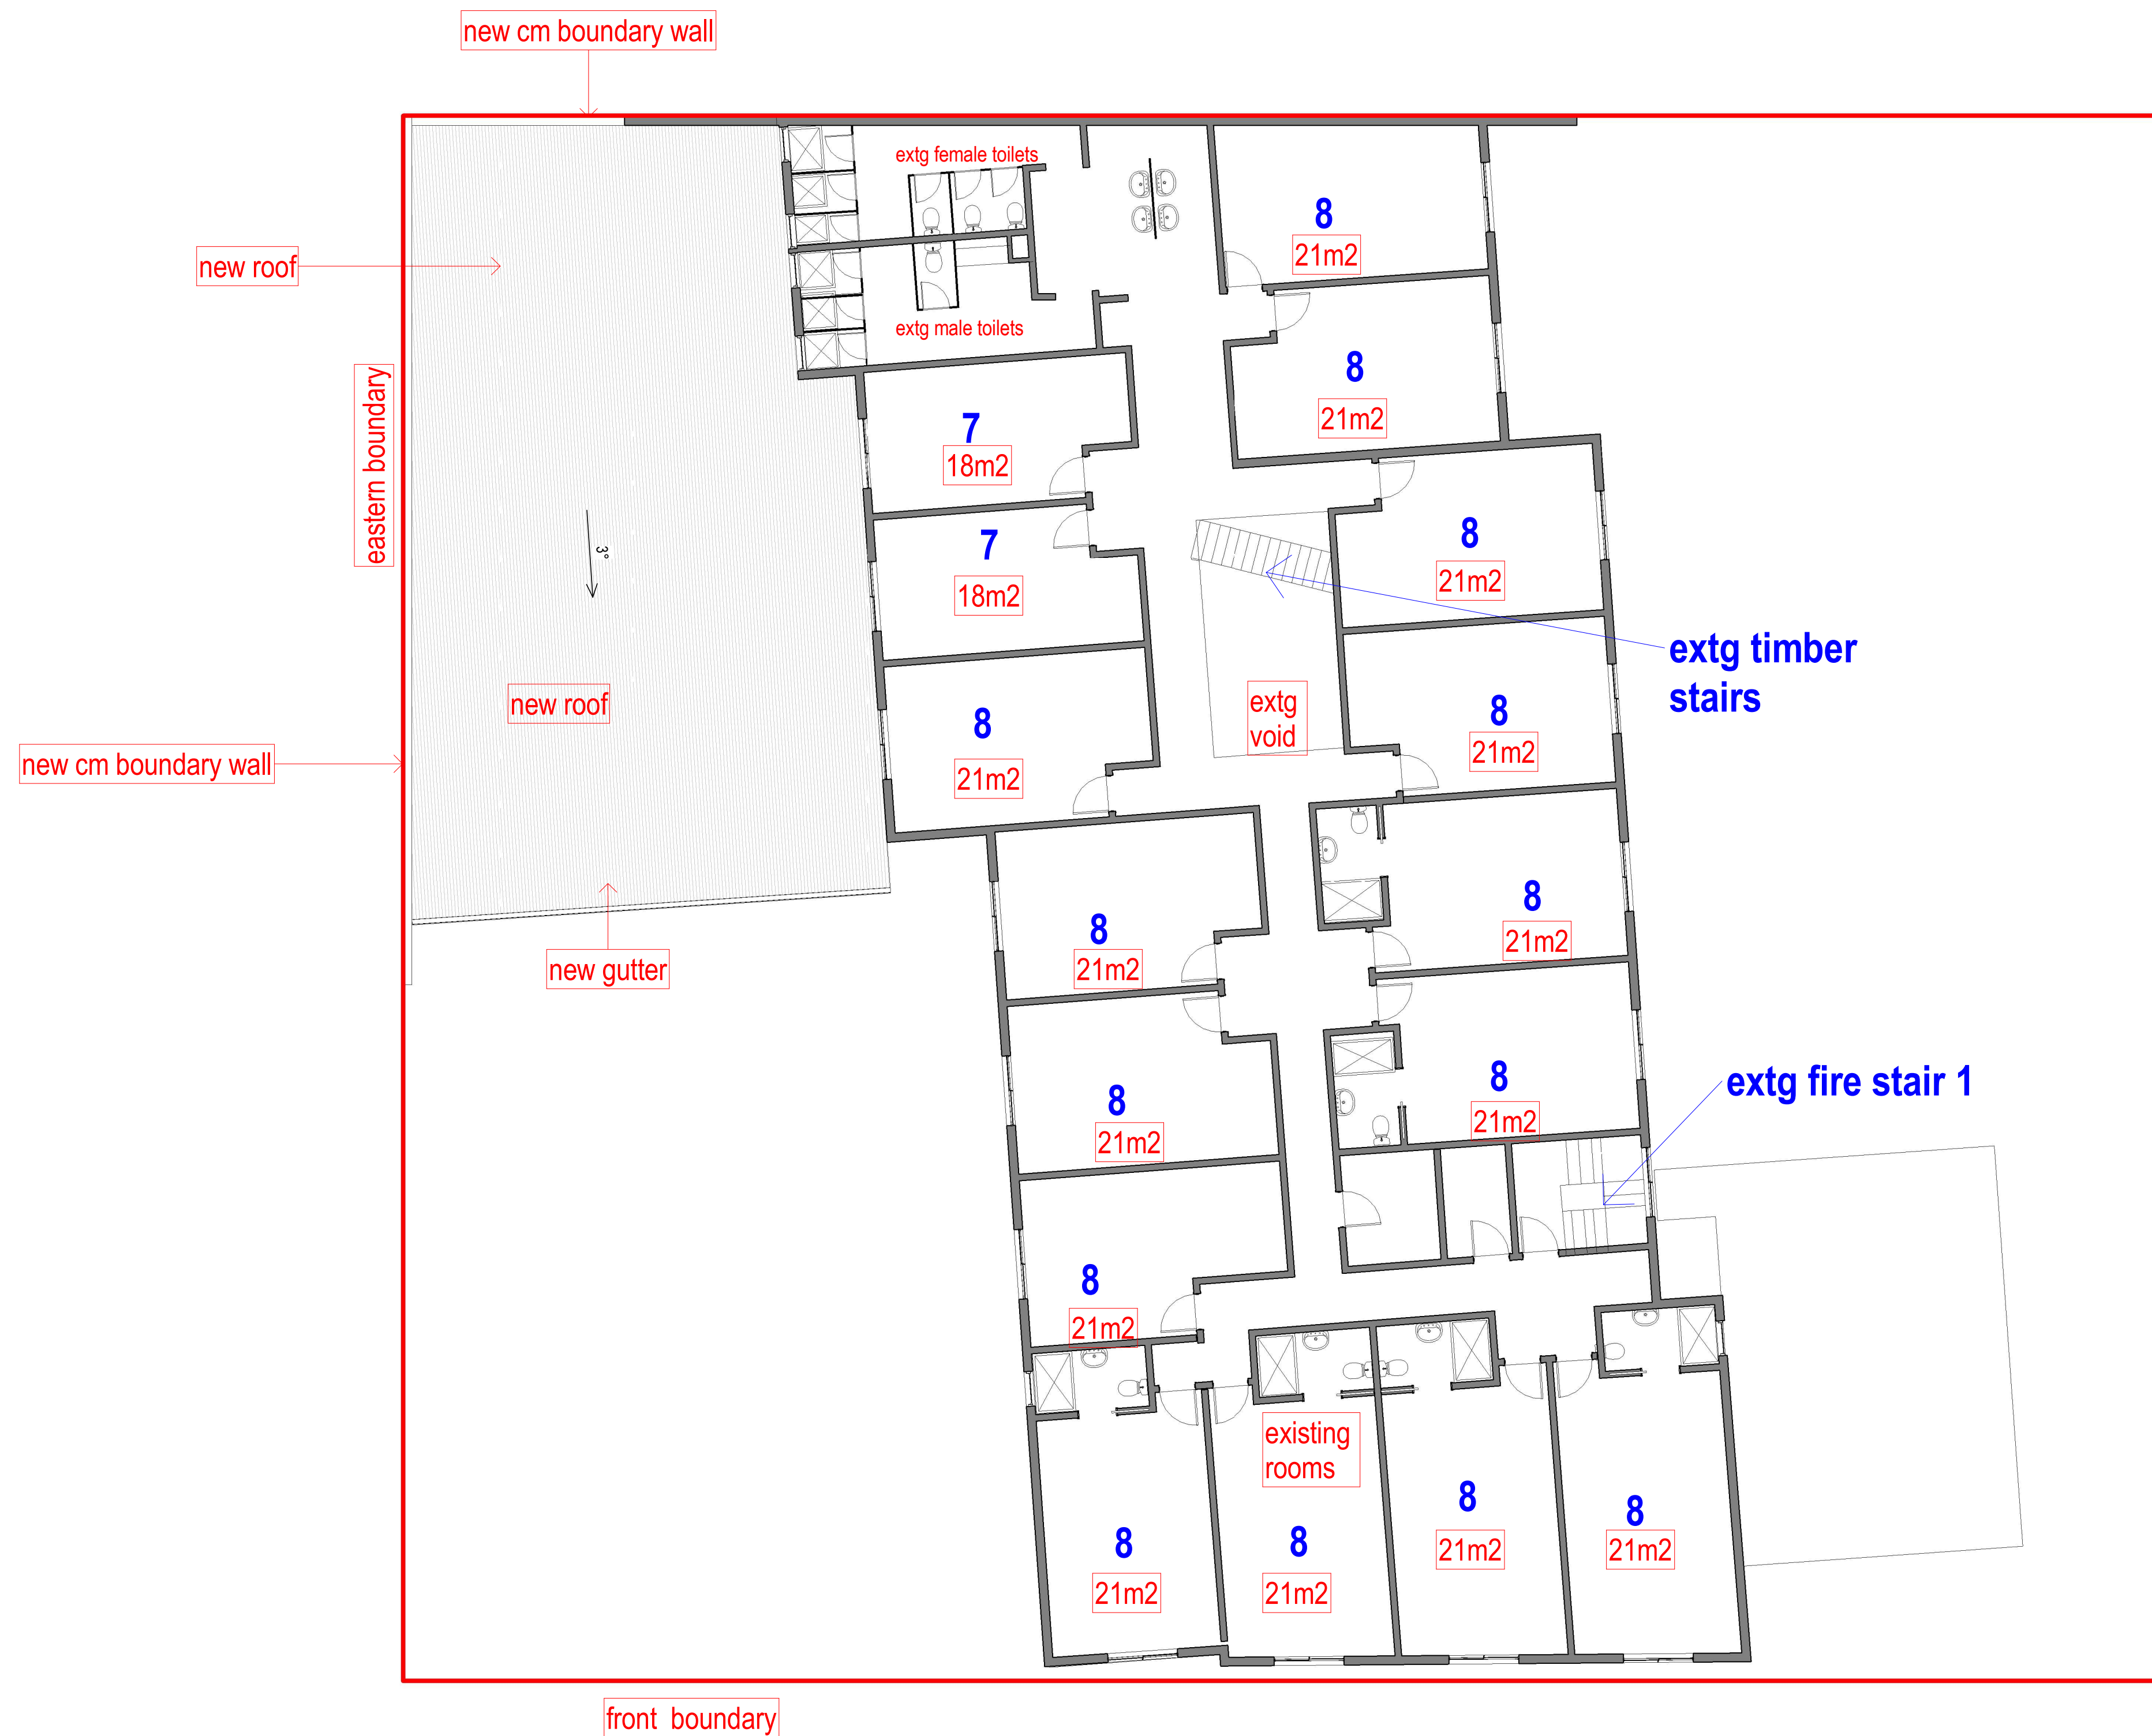 new cm boundary wall
extg female toilets
8
21m2
new roof
extg male toilets
8
21m2
eastern boundary
7
18m2
8
21m2
7
18m2
3°
extg timber
stairs
8
21m2
new roof
extg
void
8
21m2
new cm boundary wall
8
21m2
8
21m2
new gutter
8
21m2
8
21m2
extg fire stair 1
8
21m2
existing
rooms
8
21m2
8
21m2
8
21m2
8
21m2
front boundary